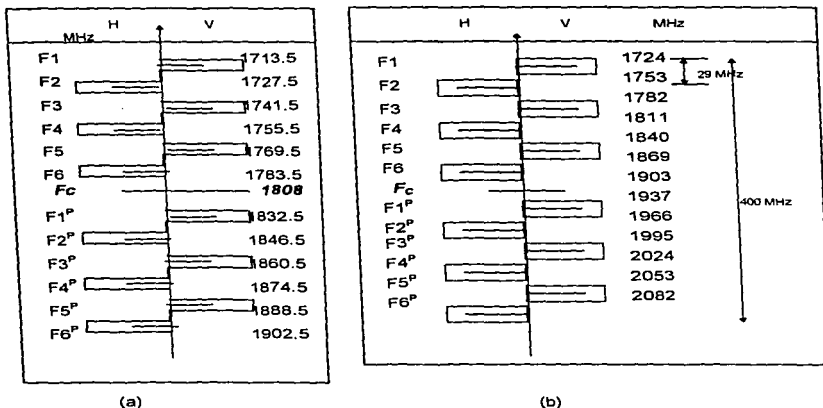 H V
MHz
F1 1713.5
F2 1727.5
F3 1741.5
F4 1755.5
F5 1769.5
F6 1783.5
Fc 1808
F1P 1832.5
F2P 1846.5
F3P 1860.5
F4P 1874.5
F5P 1888.5
F6P 1902.5
(a)
H V MHz
F1 1724
1753 29 MHz
F2 1782
F3 1811
F4 1840
F5 1869
F6 1903
Fc 1937
F1P 1966
F2P 1995
F3P 2024
F4P 2053
F5P 2082
F6P
400 MHz
(b)